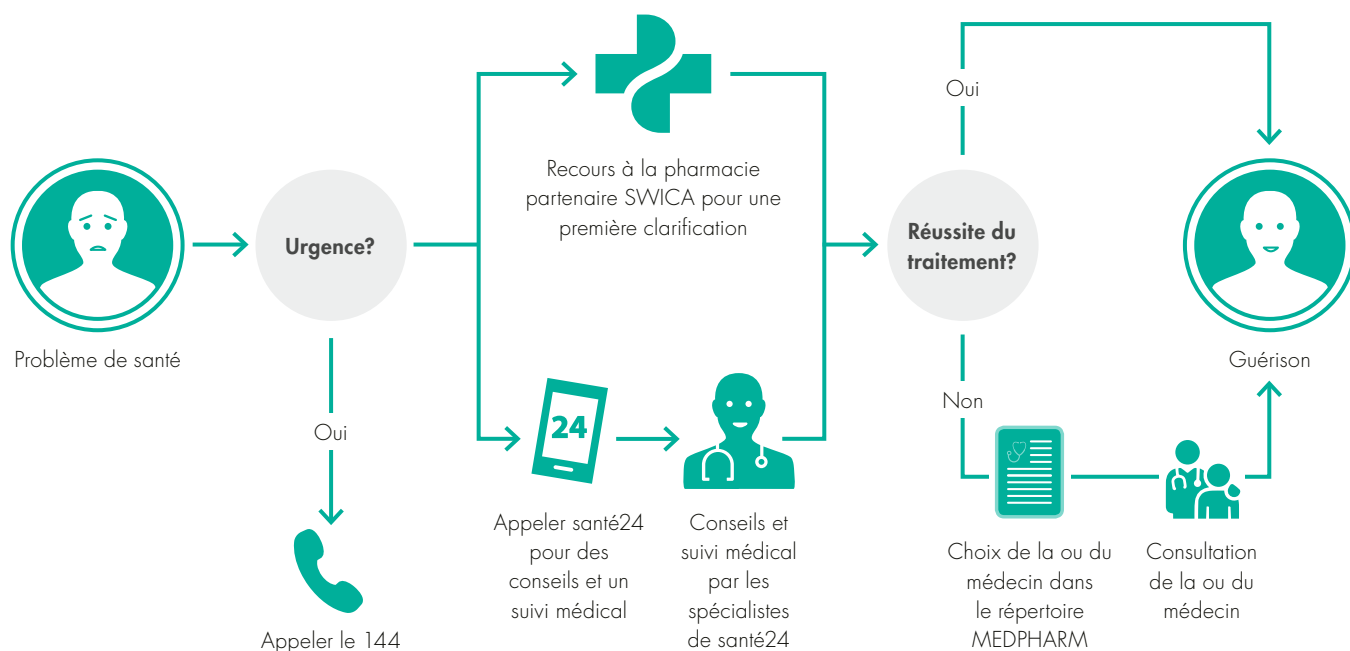 Problème de santé
Urgence?
Oui
Appeler le 144
Recours à la pharmacie
partenaire SWICA pour une
première clarification
24
Appeler santé24
pour des
conseils et un
suivi médical
Conseils et
suivi médical
par les
spécialistes
de santé24
Réussite du
traitement?
Oui
Non
Choix de la ou du
médecin dans
le répertoire
MEDPHARM
Consultation
de la ou du
médecin
Guérison